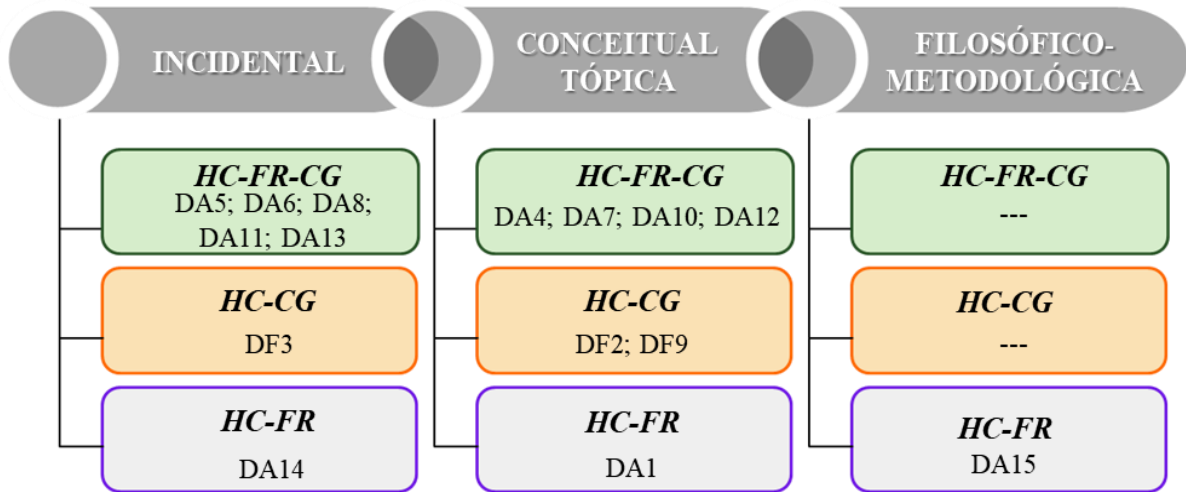 INCIDENTAL
CONCEITUAL
TÓPICA
FILOSÓFICO-
METODOLÓGICA
HC-FR-CG
DA5; DA6; DA8;
DA11; DA13
HC-CG
DF3
HC-FR
DA14
HC-FR-CG
DA4; DA7; DA10; DA12
HC-CG
DF2; DF9
HC-FR
DA1
HC-FR-CG
---
HC-CG
---
HC-FR
DA15